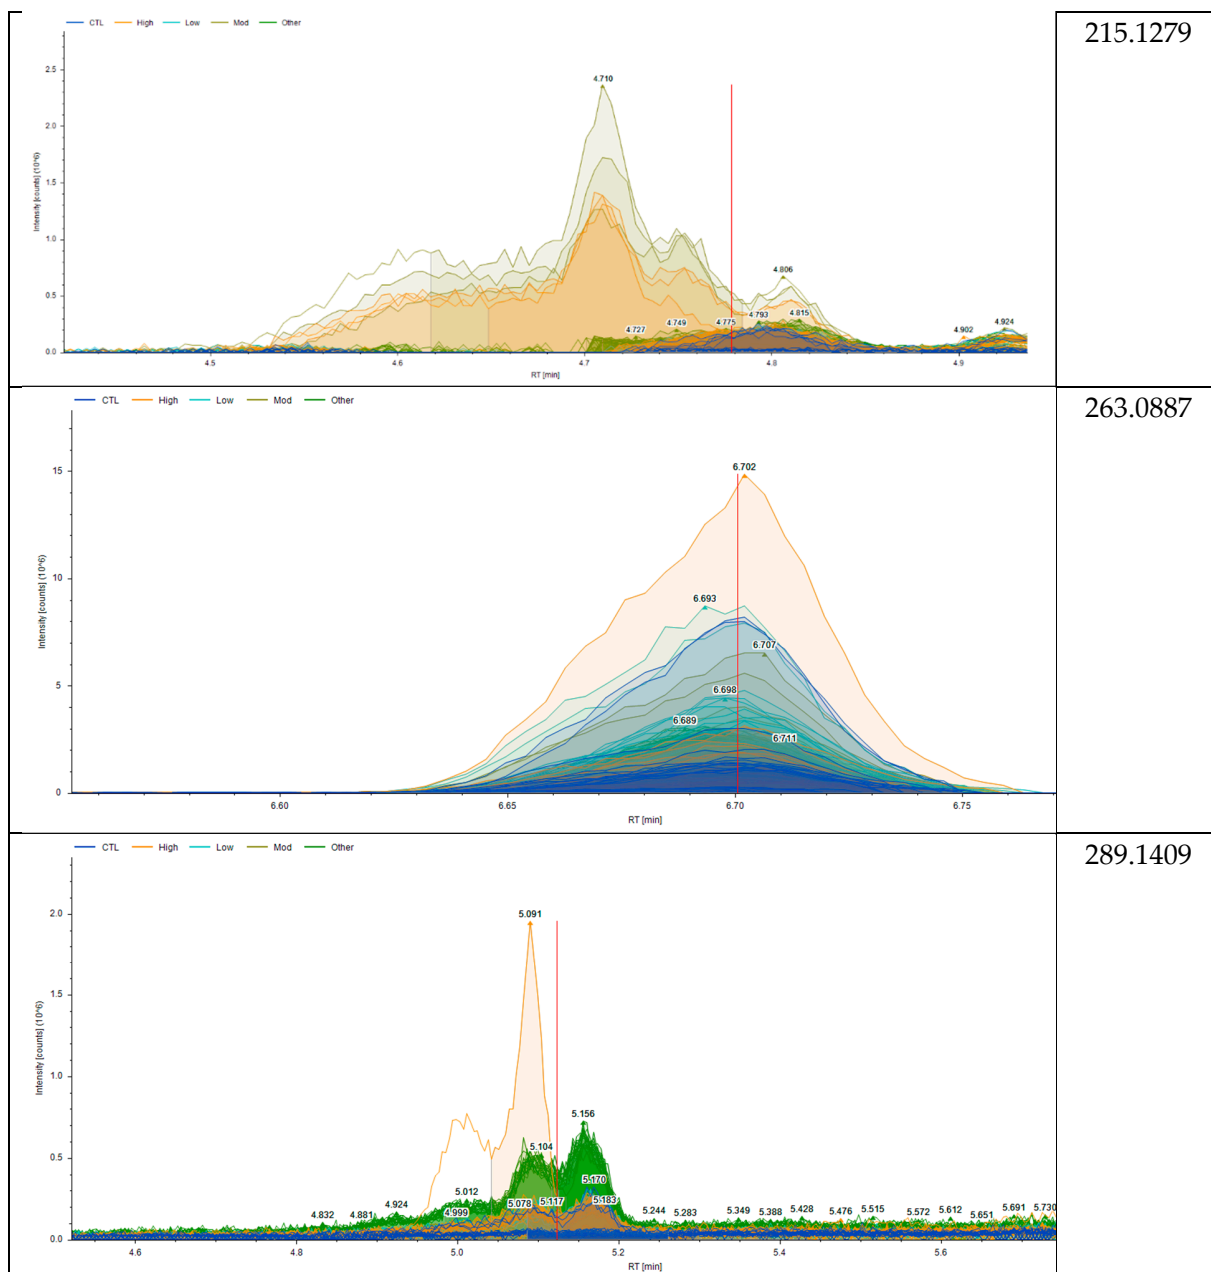 CTL High Low Mod Other
215.1279
2.5
2.0
1.5
1.0
0.5
0.0
Intensity [counts] (10^6)
4.710
4.806
4.727 4.749 4.775 4.793 4.815 4.902 4.924
4.5 4.6 4.7 4.8 4.9
RT [min]
CTL High Low Mod Other
263.0887
15
10
5
0
Intensity [counts] (10^6)
6.702
6.693
6.707
6.698
6.689
6.711
6.60 6.65 6.70 6.75
RT [min]
CTL High Low Mod Other
289.1409
2.0
1.5
1.0
0.5
0.0
Intensity [counts] (10^6)
5.091
5.156
5.104
5.170
4.832 4.881 4.924 4.999 5.012 5.078 5.117 5.183 5.244 5.283 5.349 5.388 5.428 5.476 5.515 5.572 5.612 5.651 5.691 5.730
4.6 4.8 5.0 5.2 5.4 5.6
RT [min]